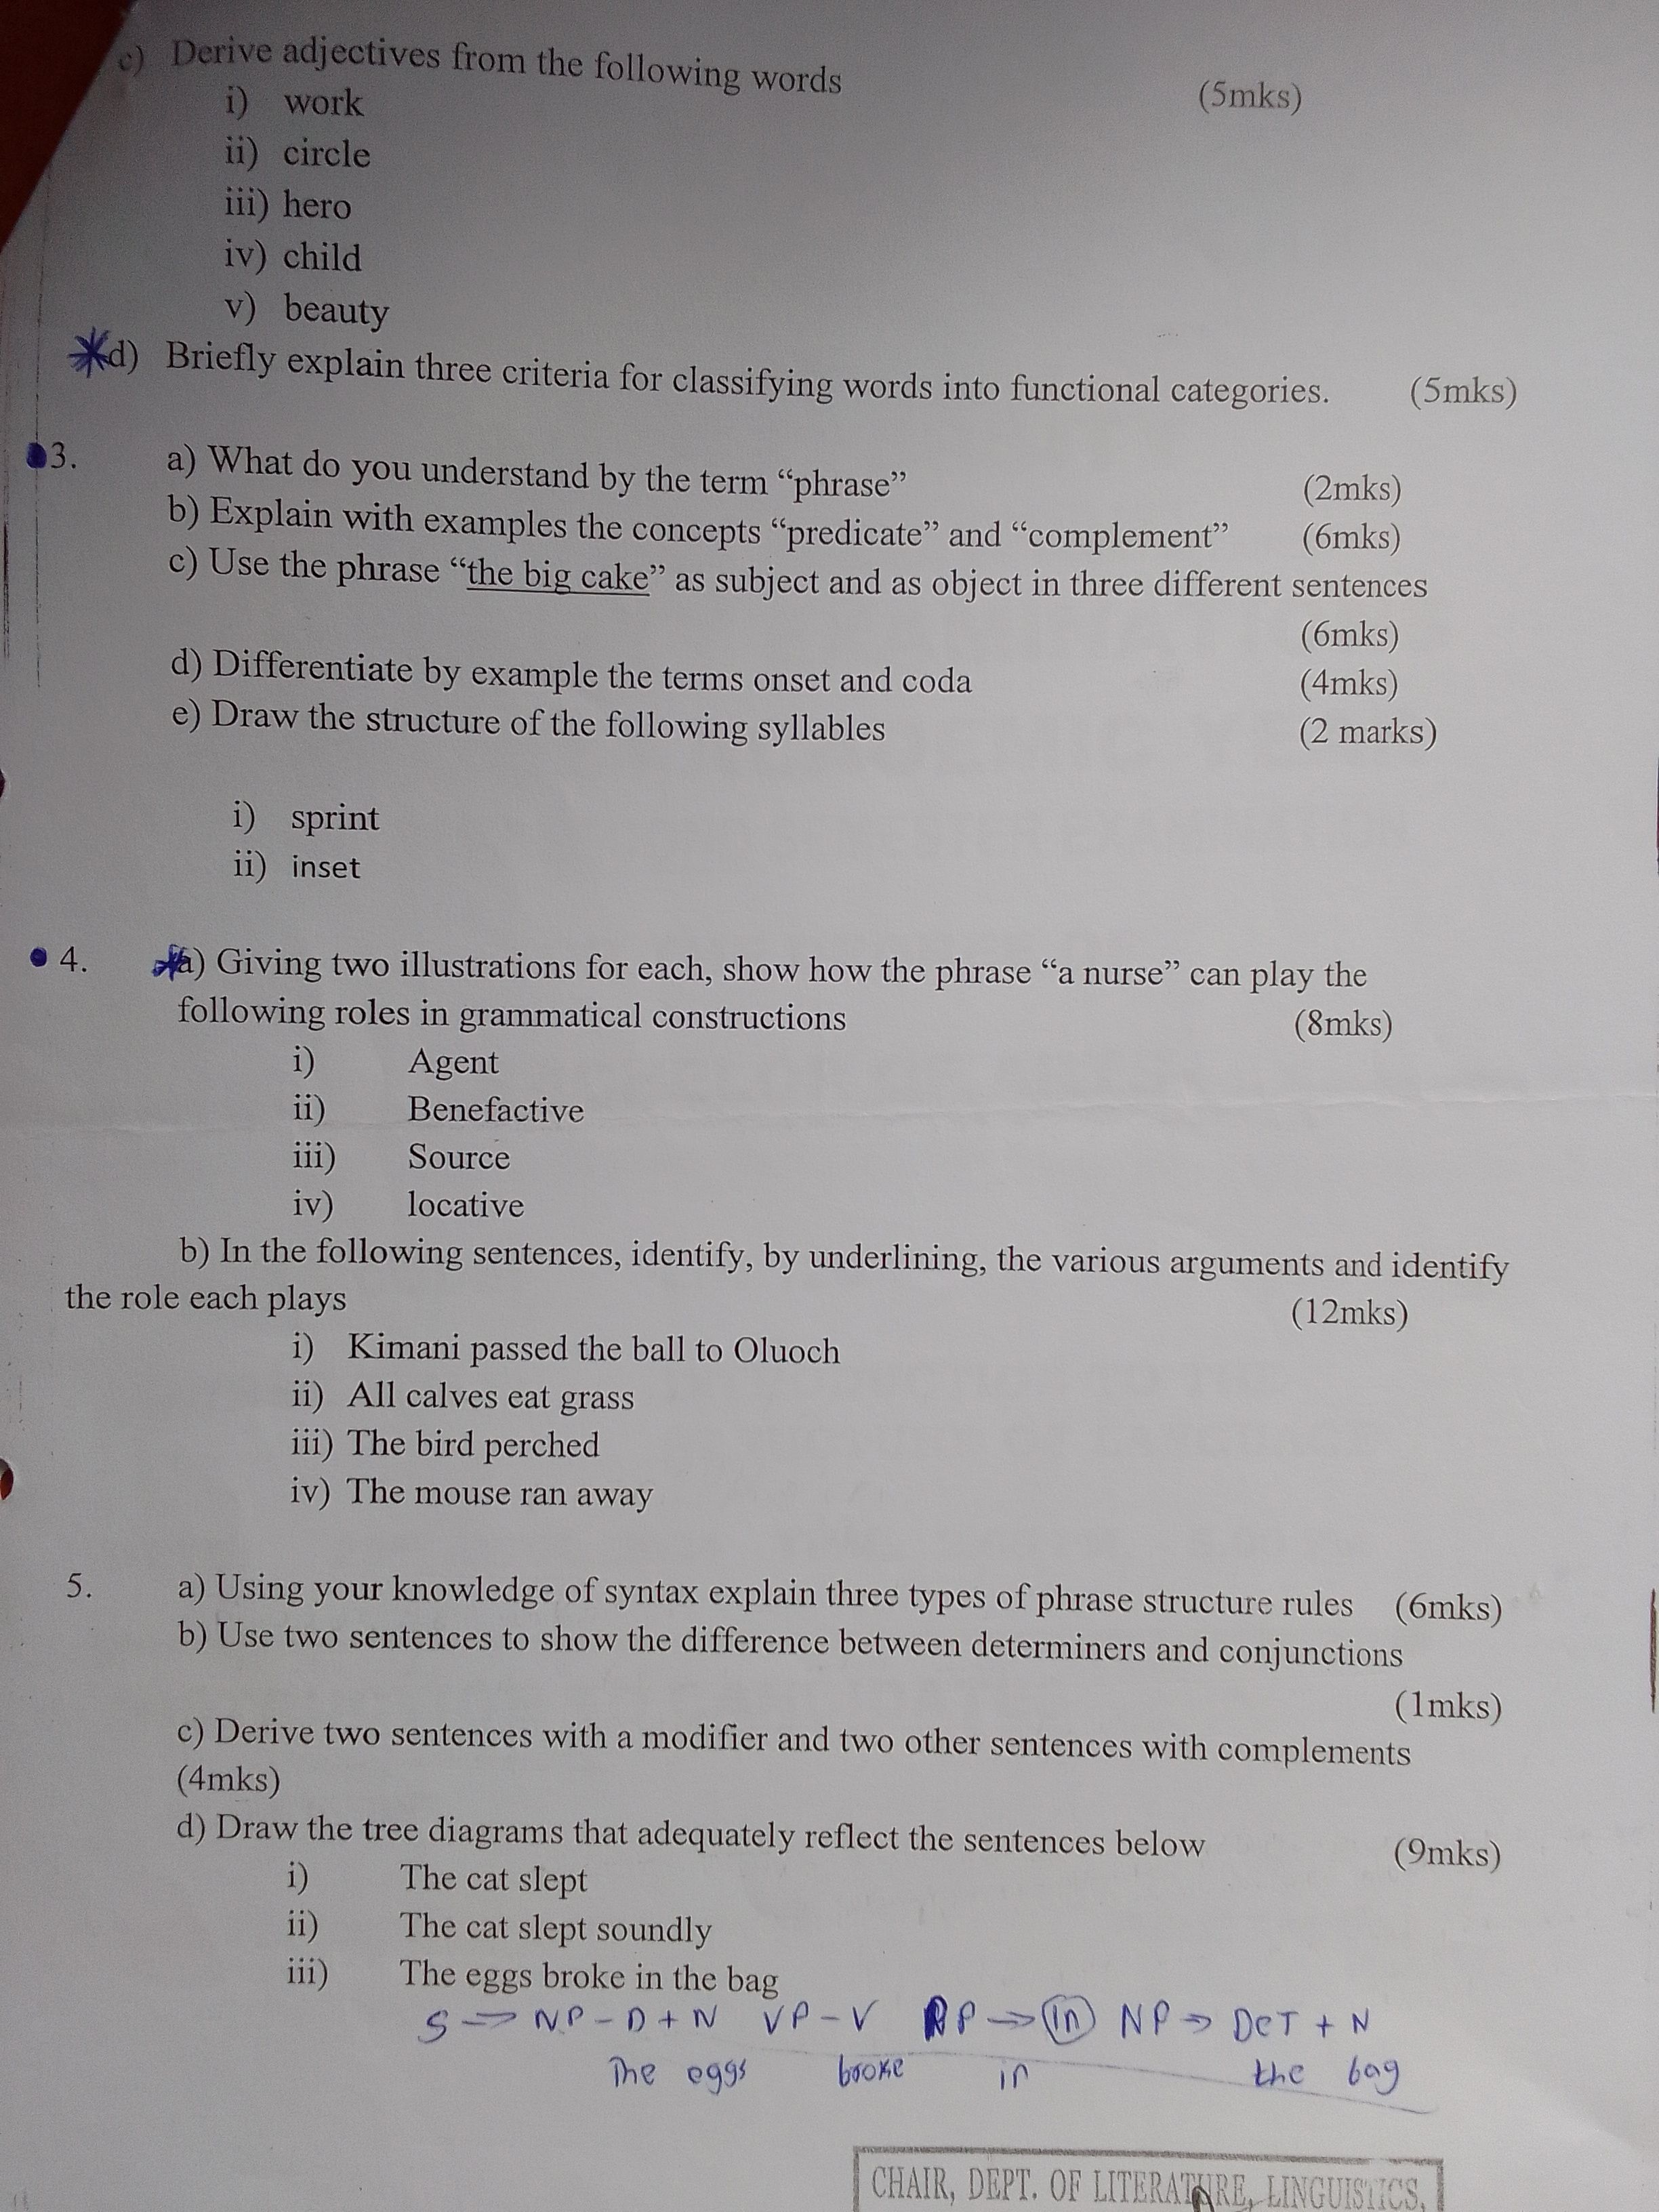 c) Derive adjectives from the following words (5mks)
i) work
ii) circle
iii) hero
iv) child
v) beauty
d) Briefly explain three criteria for classifying words into functional categories. (5mks)
3. a) What do you understand by the term “phrase” (2mks)
b) Explain with examples the concepts “predicate” and “complement” (6mks)
c) Use the phrase “the big cake” as subject and as object in three different sentences
(6mks)
d) Differentiate by example the terms onset and coda (4mks)
e) Draw the structure of the following syllables (2 marks)
i) sprint
ii) inset
4. a) Giving two illustrations for each, show how the phrase “a nurse” can play the
following roles in grammatical constructions (8mks)
i) Agent
ii) Benefactive
iii) Source
iv) locative
b) In the following sentences, identify, by underlining, the various arguments and identify
the role each plays (12mks)
i) Kimani passed the ball to Oluoch
ii) All calves eat grass
iii) The bird perched
iv) The mouse ran away
5. a) Using your knowledge of syntax explain three types of phrase structure rules (6mks)
b) Use two sentences to show the difference between determiners and conjunctions
(1mks)
c) Derive two sentences with a modifier and two other sentences with complements
(4mks)
d) Draw the tree diagrams that adequately reflect the sentences below (9mks)
i) The cat slept
ii) The cat slept soundly
iii) The eggs broke in the bag
S → NP - D + N VP - V PP → in NP → DeT + N
The eggs broke in the bag
CHAIR, DEPT. OF LITERATURE, LINGUISTICS,